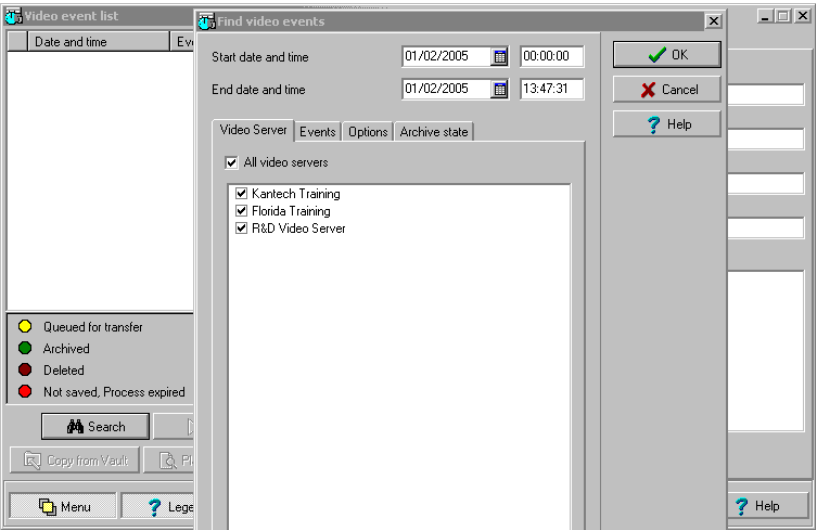 Video event list
Date and time
Find video events
Start date and time 01/02/2005 00:00:00
End date and time 01/02/2005 13:47:31
OK
Cancel
Help
Video Server Events Options Archive state
All video servers
Kantech Training
Florida Training
R&D Video Server
Queued for transfer
Archived
Deleted
Not saved, Process expired
Search
Copy from Vault
Menu
Help